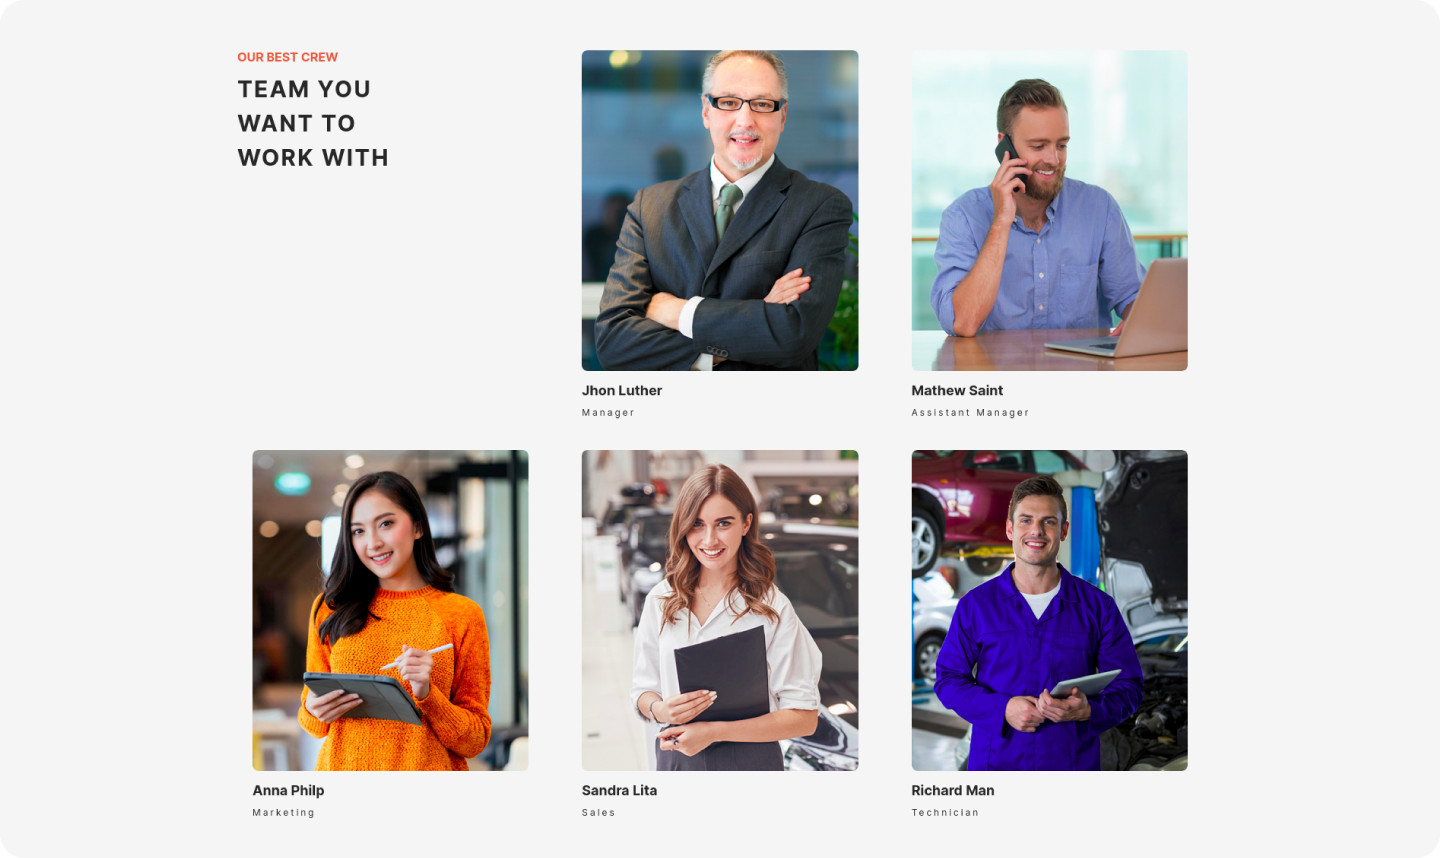 OUR BEST CREW
TEAM YOU
WANT TO
WORK WITH
Jhon Luther
Manager
Mathew Saint
Assistant Manager
Anna Philp
Marketing
Sandra Lita
Sales
Richard Man
Technician